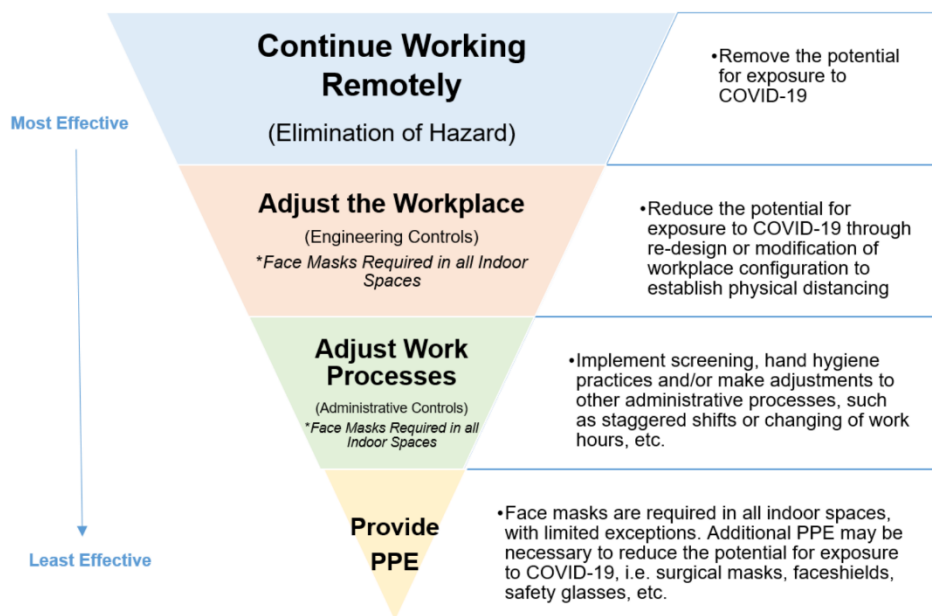 Continue Working
Remotely
(Elimination of Hazard)
•Remove the potential
for exposure to
COVID-19
Most Effective
Adjust the Workplace
(Engineering Controls)
*Face Masks Required in all Indoor
Spaces
•Reduce the potential for
exposure to COVID-19 through
re-design or modification of
workplace configuration to
establish physical distancing
Adjust Work
Processes
(Administrative Controls)
*Face Masks Required in all
Indoor Spaces
•Implement screening, hand hygiene
practices and/or make adjustments to
other administrative processes, such
as staggered shifts or changing of work
hours, etc.
Provide
PPE
•Face masks are required in all indoor spaces,
with limited exceptions. Additional PPE may be
necessary to reduce the potential for exposure
to COVID-19, i.e. surgical masks, faceshields,
safety glasses, etc.
Least Effective